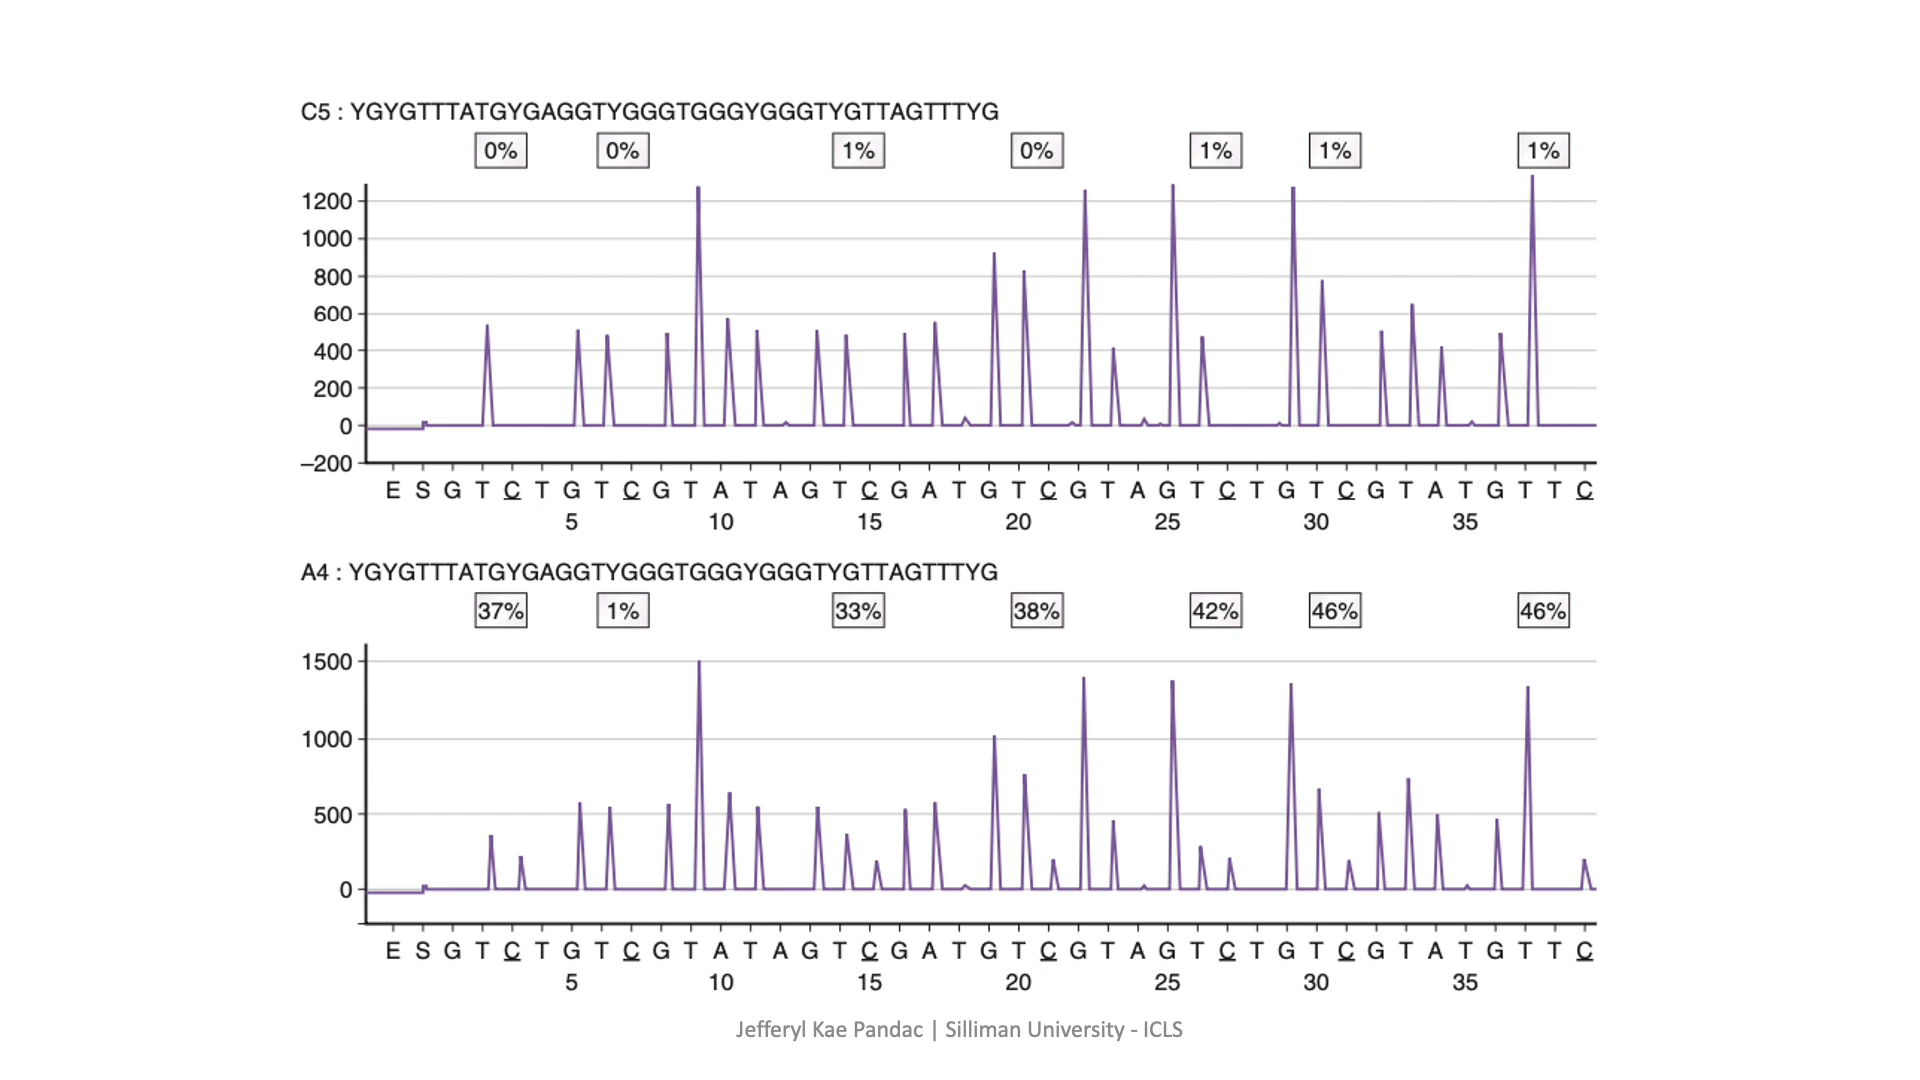 C5 : YGYGTTTATGYGAGGTYGGGTGGGYGGGTYGTTAGTTTYG
0% 0% 1% 0% 1% 1% 1%
1200
1000
800
600
400
200
0
–200
E S G T C T G T C G T A T A G T C G A T G T C G T A G T C T G T C G T A T G T T C
5 10 15 20 25 30 35
A4 : YGYGTTTATGYGAGGTYGGGTGGGYGGGTYGTTAGTTTYG
37% 1% 33% 38% 42% 46% 46%
1500
1000
500
0
E S G T C T G T C G T A T A G T C G A T G T C G T A G T C T G T C G T A T G T T C
5 10 15 20 25 30 35
Jefferyl Kae Pandac | Silliman University - ICLS